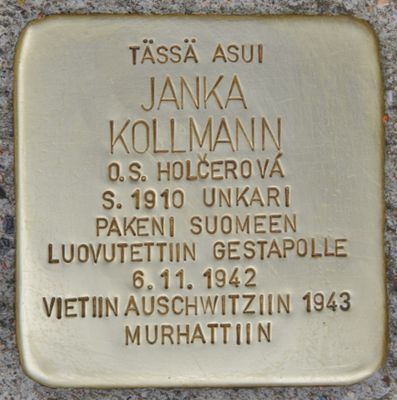 TÄSSÄ ASUI
JANKA
KOLLMANN
O.S. HOLČEROVÁ
S. 1910 UNKARI
PAKENI SUOMEEN
LUOVUTETTIIN GESTAPOLLE
6.11.1942
VIETIIN AUSCHWITZIIN 1943
MURHATTIIN